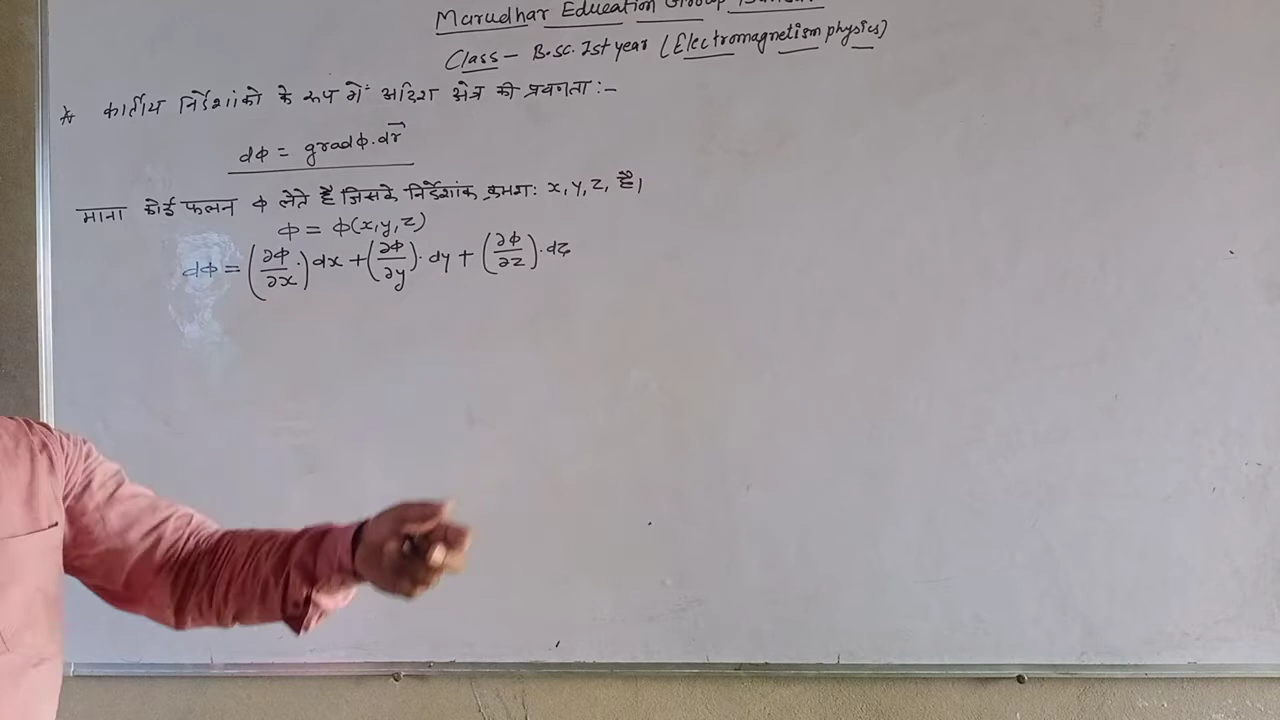 Marudhar Education Group
Class - B.sc. Ist year (Electromagnetism physics)
* कार्तीय निर्देशांको के रूप में अदिश क्षेत्र की प्रवणता :-
dφ = gradφ.dr⃗
माना कोई फलन φ लेते है जिसके निर्देशांक क्रमश: x, y, z, है।
φ = φ(x,y,z)
dφ = (∂φ/∂x.)dx + (∂φ/∂y).dy + (∂φ/∂z).dz